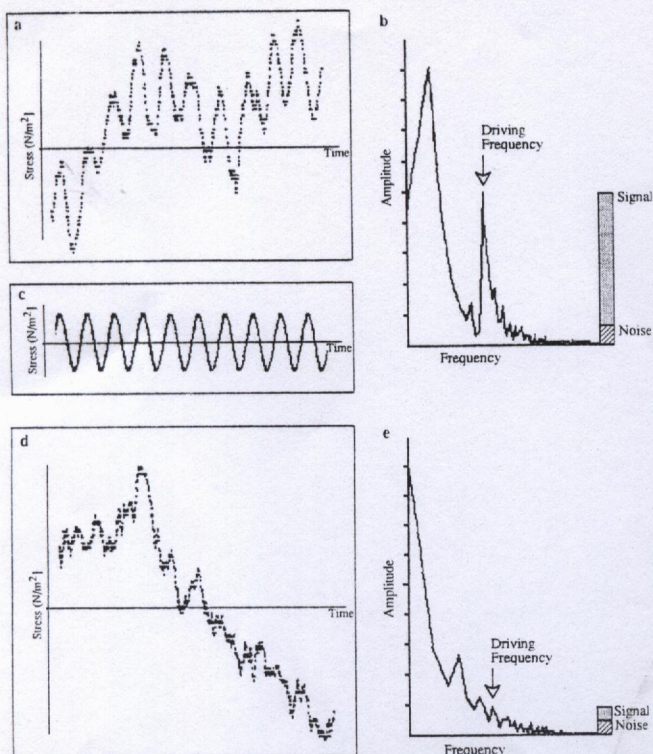 a
Stress (N/m²)
Time
b
Amplitude
Driving
Frequency
Signal
Noise
Frequency
c
Stress (N/m²)
Time
d
Stress (N/m²)
Time
e
Amplitude
Driving
Frequency
Signal
Noise
Frequency